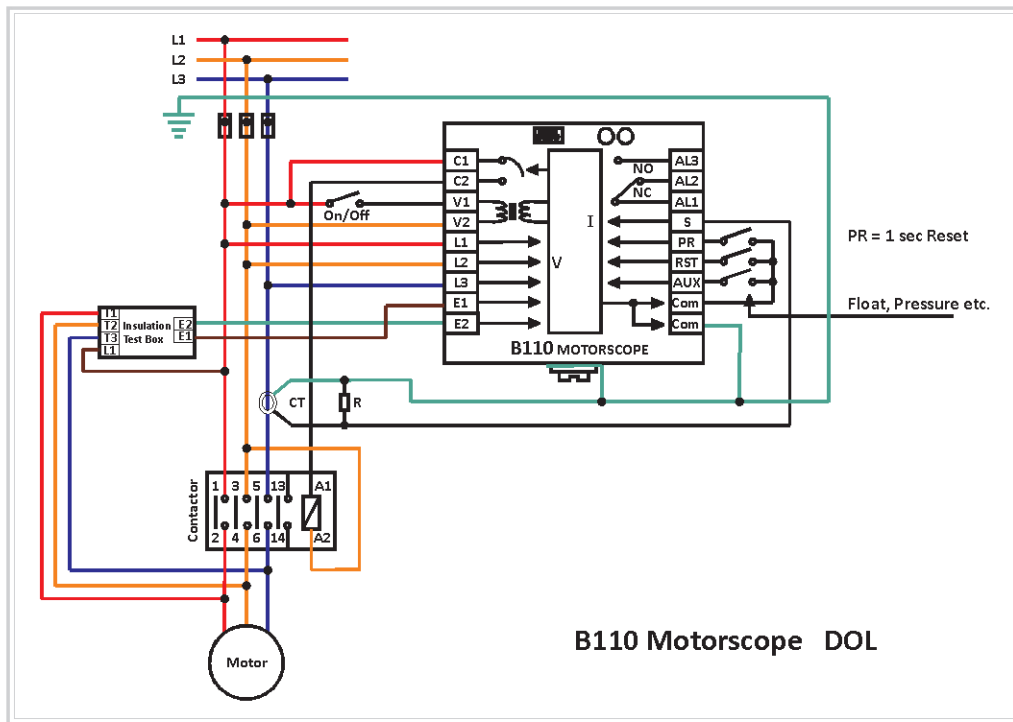 L1
L2
L3
C1
C2
V1
V2
L1
L2
L3
E1
E2
I
V
NO
NC
AL3
AL2
AL1
S
PR
RST
AUX
Com
Com
B110 MOTORSCOPE
On/Off
PR = 1 sec Reset
Float, Pressure etc.
T1
T2 Insulation E2
T3 Test Box E1
L1
CT
R
Contactor
1 3 5 13 A1
2 4 6 14 A2
Motor
B110 Motorscope DOL